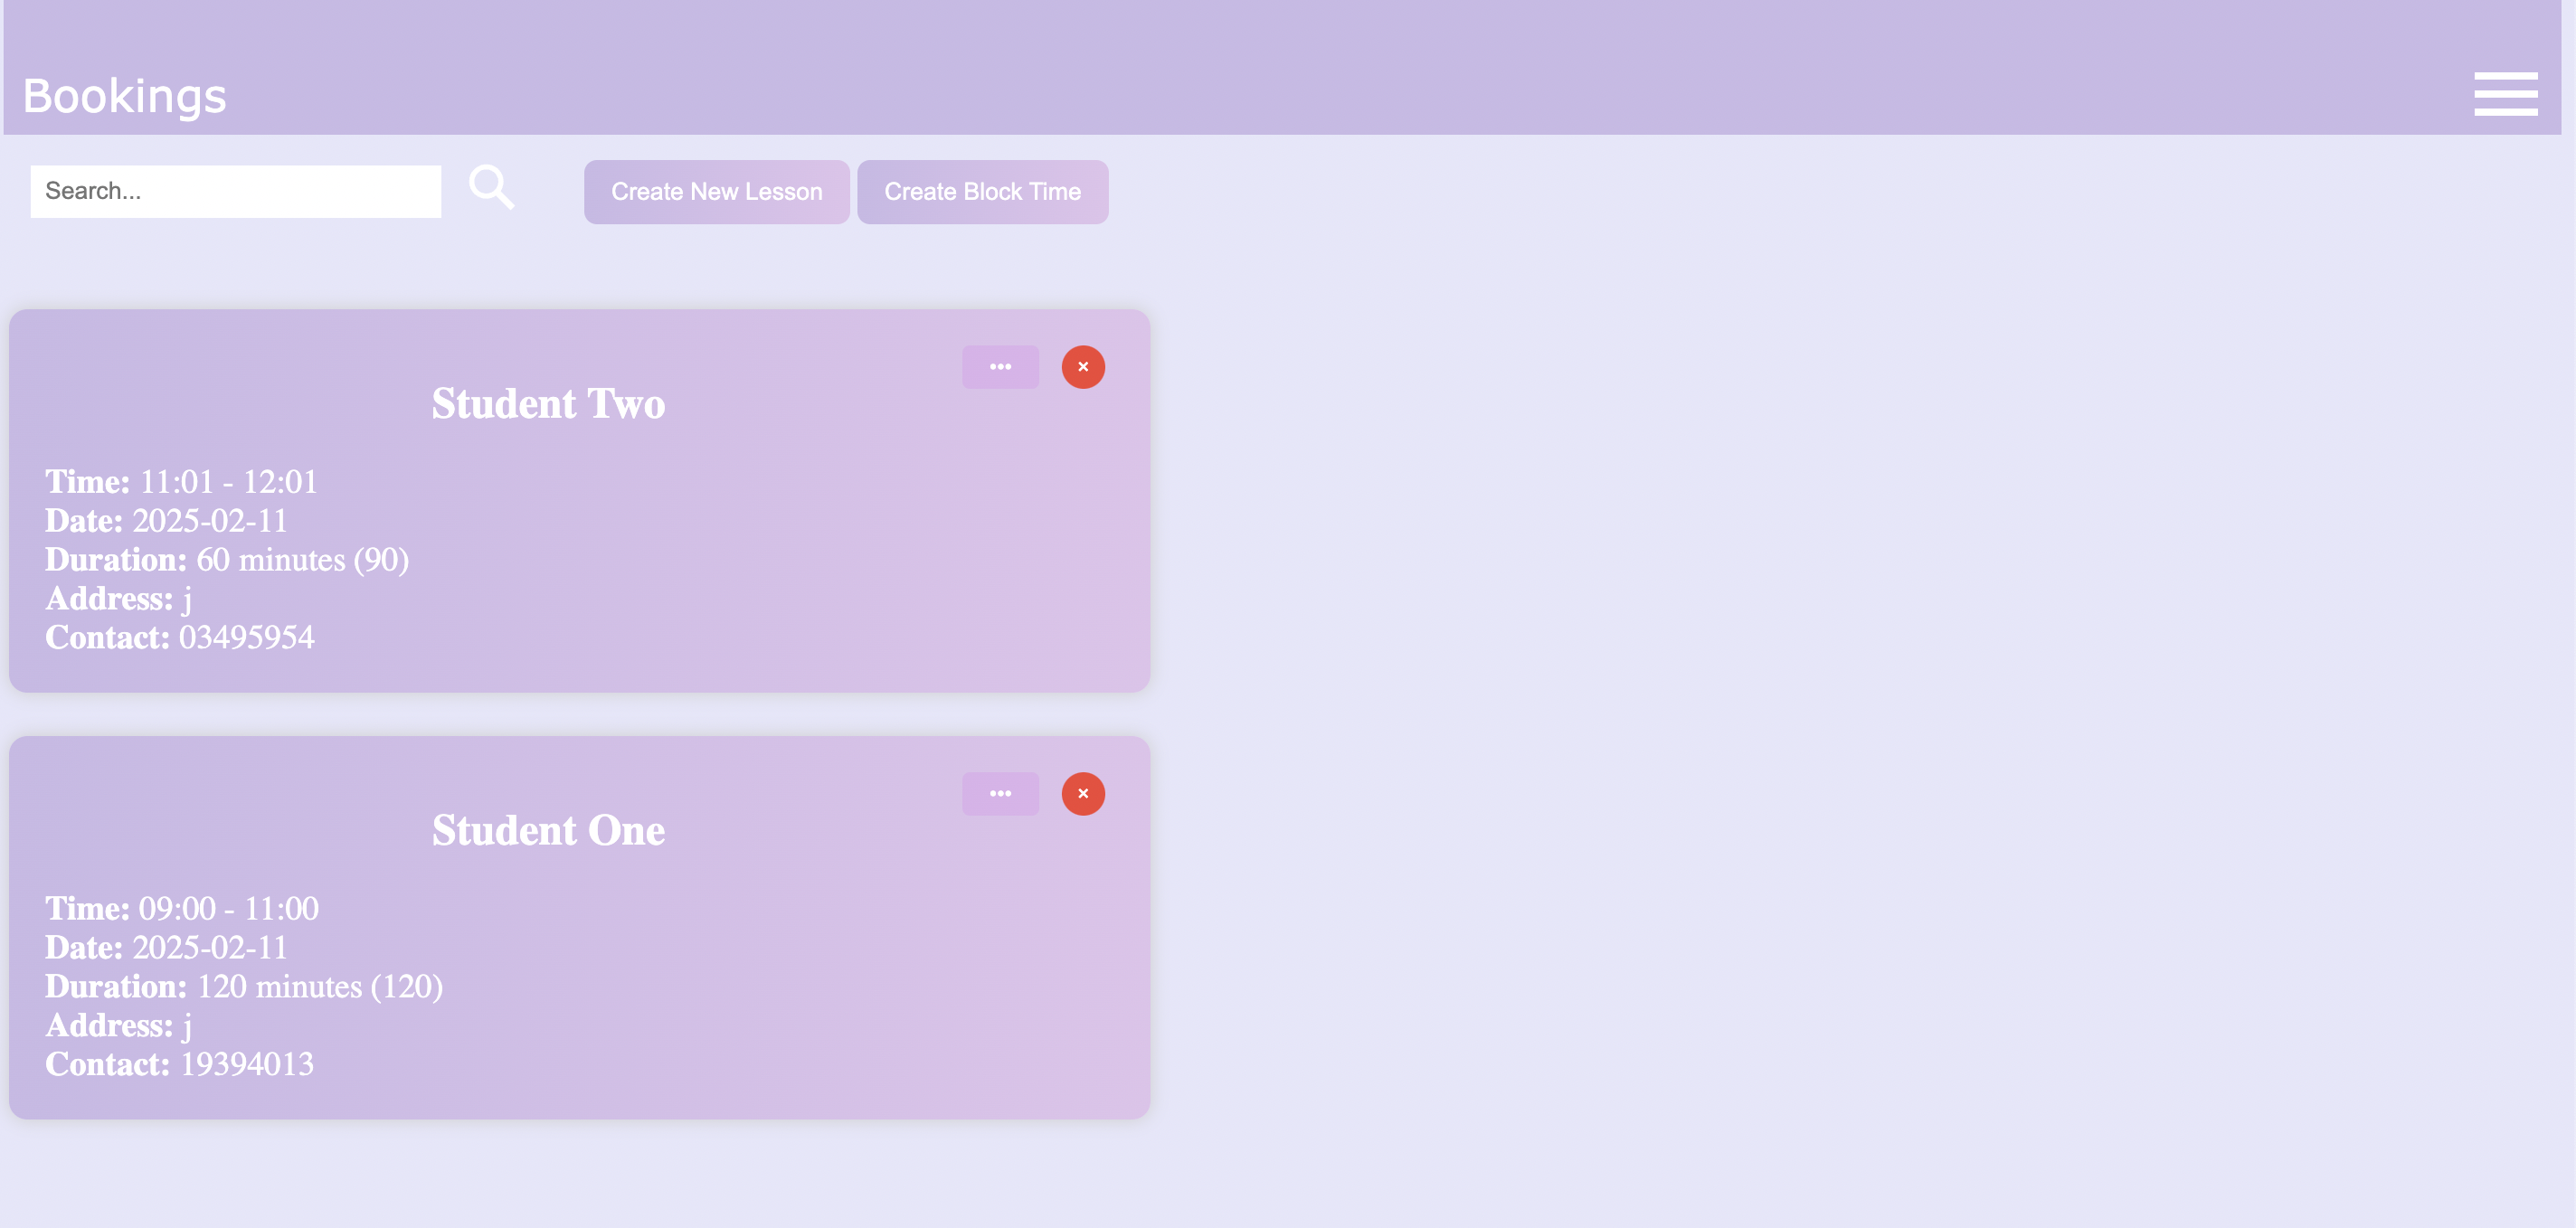 Bookings
Search...
Create New Lesson
Create Block Time
Student Two
Time: 11:01 - 12:01
Date: 2025-02-11
Duration: 60 minutes (90)
Address: j
Contact: 03495954
Student One
Time: 09:00 - 11:00
Date: 2025-02-11
Duration: 120 minutes (120)
Address: j
Contact: 19394013